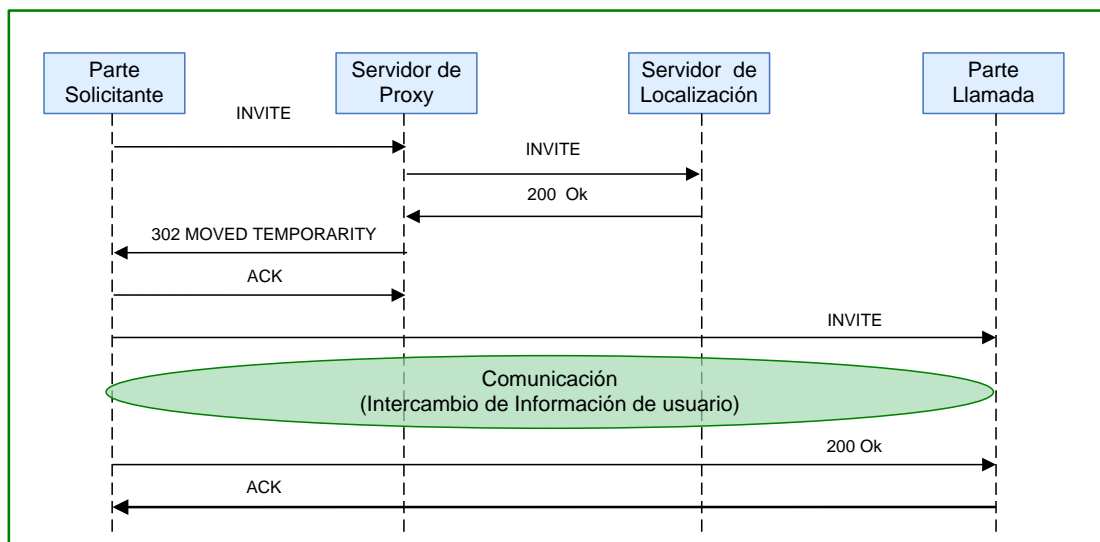 Parte
Solicitante
Servidor de
Proxy
Servidor de
Localización
Parte
Llamada
INVITE
INVITE
200 Ok
302 MOVED TEMPORARITY
ACK
INVITE
Comunicación
(Intercambio de Información de usuario)
200 Ok
ACK